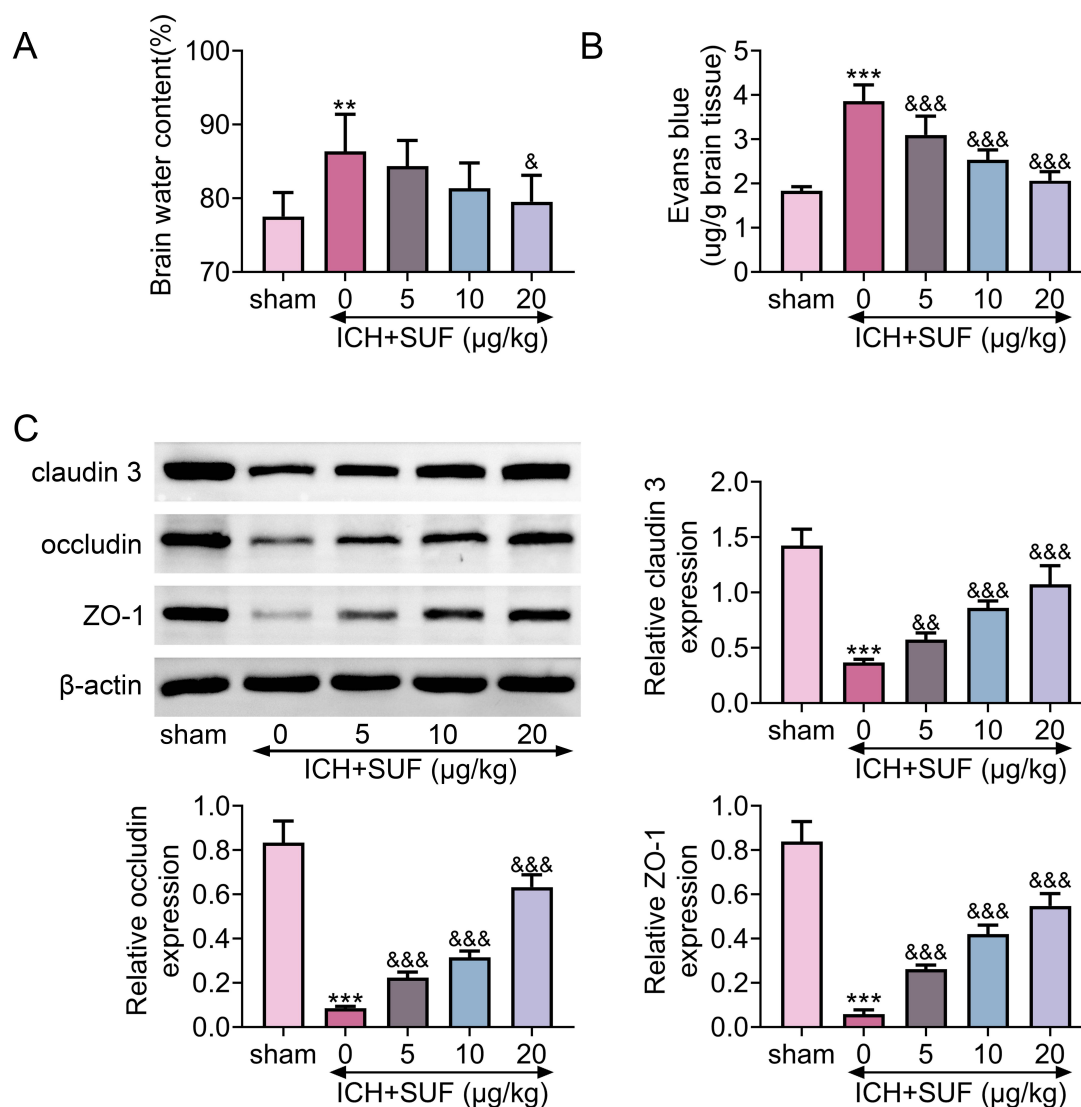 A
Brain water content(%)
100
90
80
70
**
&
sham 0 5 10 20
ICH+SUF (μg/kg)
B
Evans blue
(ug/g brain tissue)
5
4
3
2
1
0
***
&&&
&&&
&&&
sham 0 5 10 20
ICH+SUF (μg/kg)
C
claudin 3
occludin
ZO-1
β-actin
sham 0 5 10 20
ICH+SUF (μg/kg)
Relative claudin 3
expression
2.0
1.5
1.0
0.5
0.0
***
&&
&&&
&&&
sham 0 5 10 20
ICH+SUF (μg/kg)
Relative occludin
expression
1.0
0.8
0.6
0.4
0.2
0.0
***
&&&
&&&
&&&
sham 0 5 10 20
ICH+SUF (μg/kg)
Relative ZO-1
expression
1.0
0.8
0.6
0.4
0.2
0.0
***
&&&
&&&
&&&
sham 0 5 10 20
ICH+SUF (μg/kg)